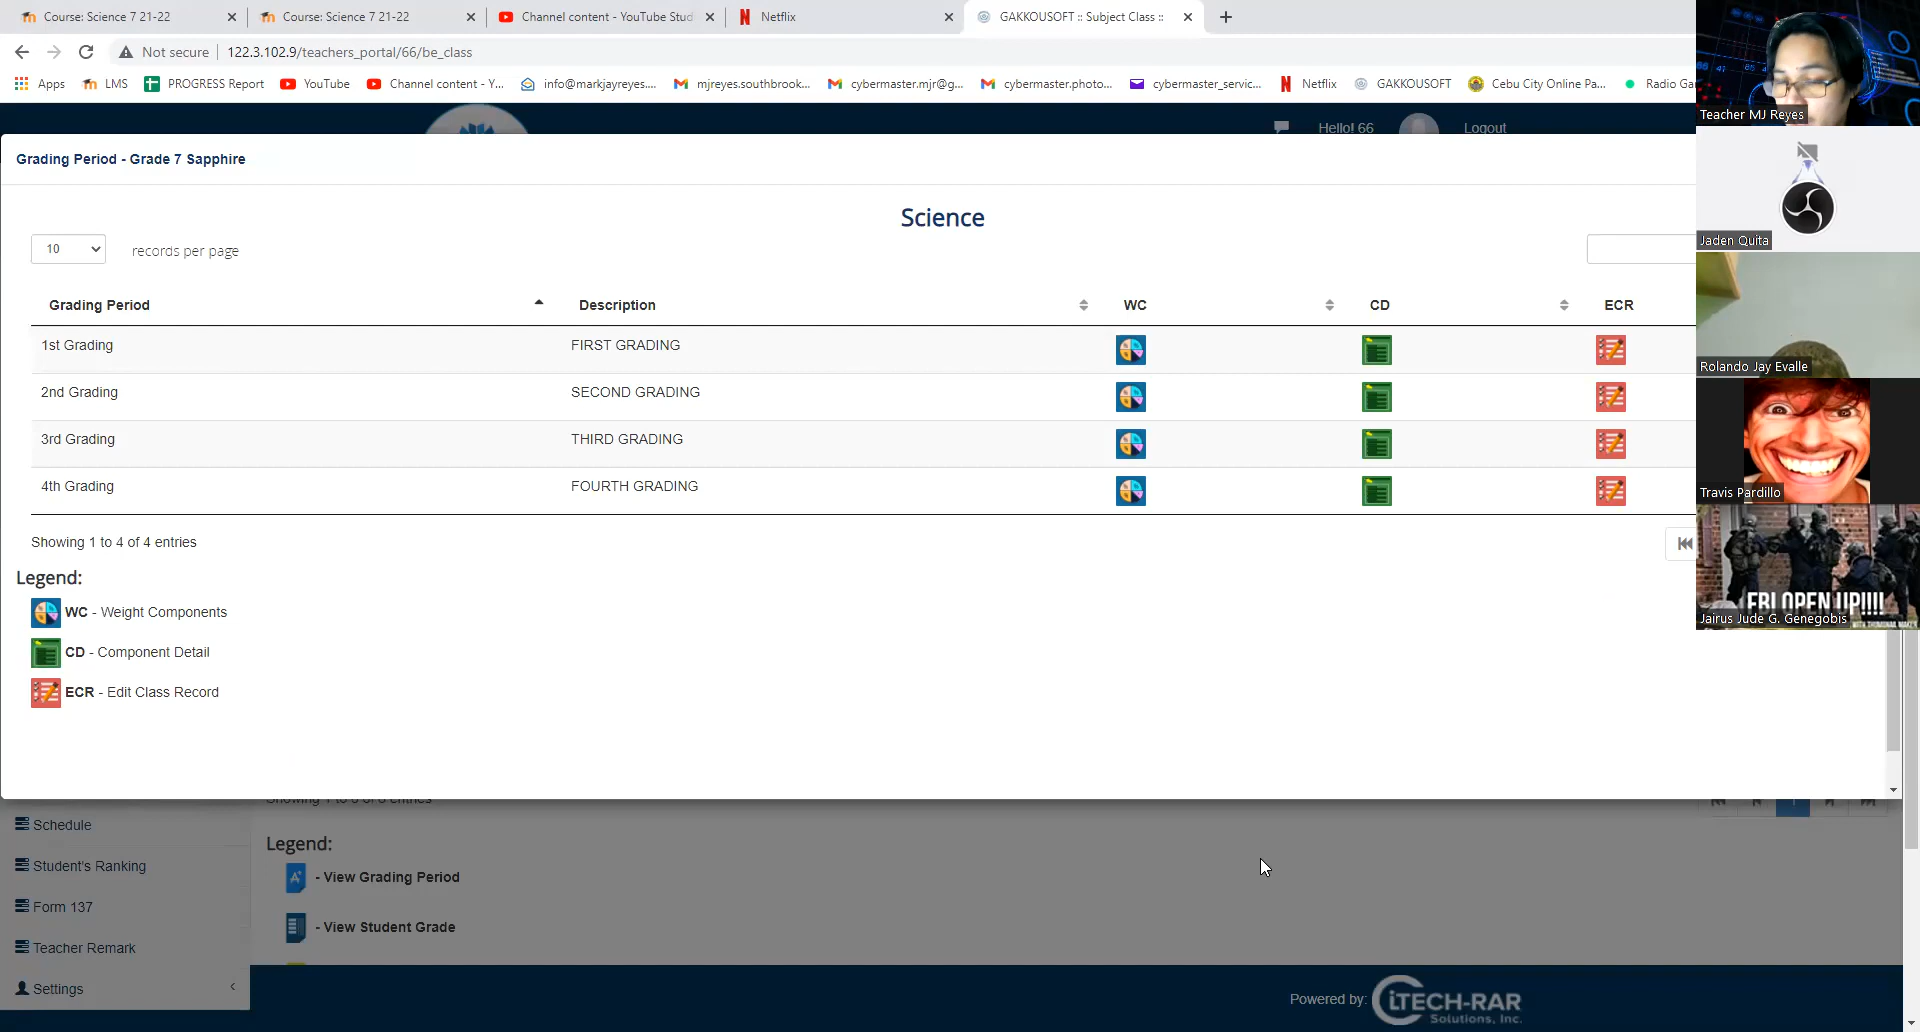 Course: Science 7 21-22
Course: Science 7 21-22
Channel content - YouTube Stud
Netflix
GAKKOUSOFT :: Subject Class ::
Not secure
122.3.102.9/teachers_portal/66/be_class
Apps
LMS
PROGRESS Report
YouTube
Channel content - Y...
info@markjayreyes....
mjreyes.southbrook...
cybermaster.mjr@g...
cybermaster.photo...
cybermaster_servic...
Netflix
GAKKOUSOFT
Cebu City Online Pa...
Radio Ga
Hello! 66
Logout
Grading Period - Grade 7 Sapphire
Science
10
records per page
Grading Period Description WC CD ECR
1st Grading FIRST GRADING
2nd Grading SECOND GRADING
3rd Grading THIRD GRADING
4th Grading FOURTH GRADING
Showing 1 to 4 of 4 entries
Legend:
WC - Weight Components
CD - Component Detail
ECR - Edit Class Record
Schedule
Student's Ranking
Form 137
Teacher Remark
Settings
Legend:
- View Grading Period
- View Student Grade
Powered by:
iTECH-RAR
Solutions, Inc.
Teacher MJ Reyes
Jaden Quita
Rolando Jay Evalle
Travis Pardillo
FBI OPEN UP!!!!
Jairus Jude G. Genegobis